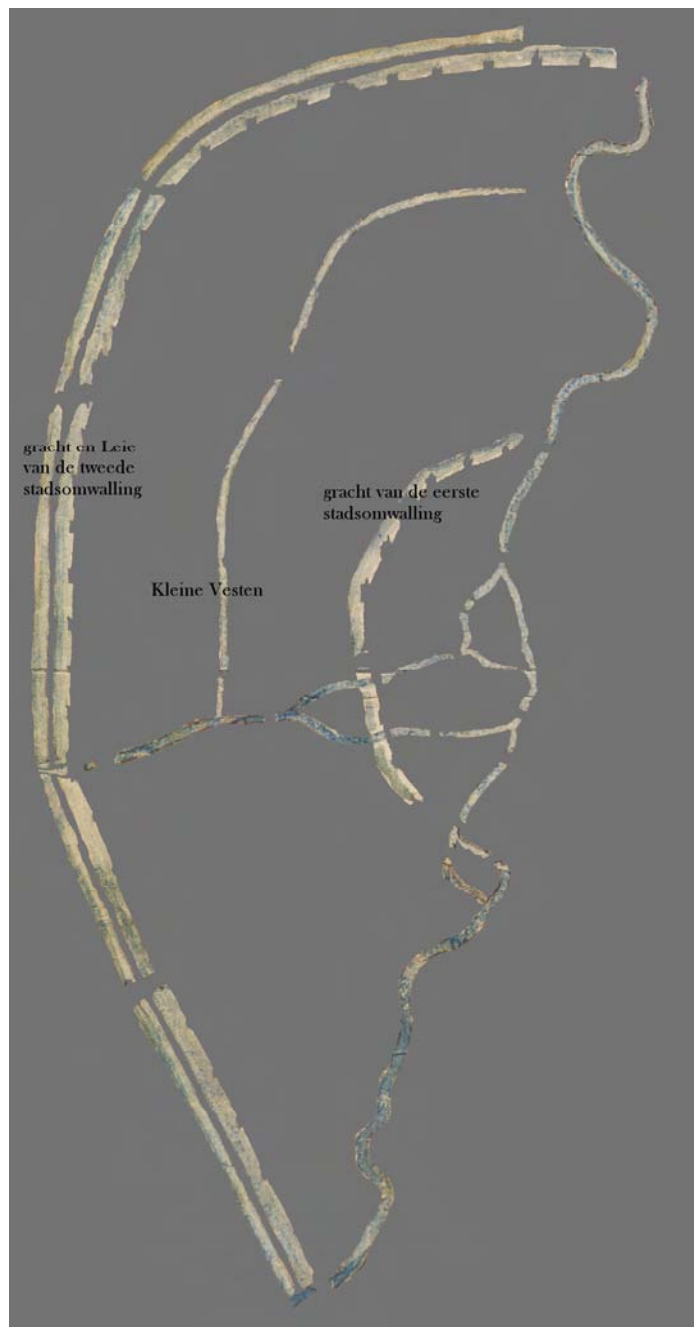 gracht en Leie
van de tweede
stadsomwalling
gracht van de eerste
stadsomwalling
Kleine Vesten